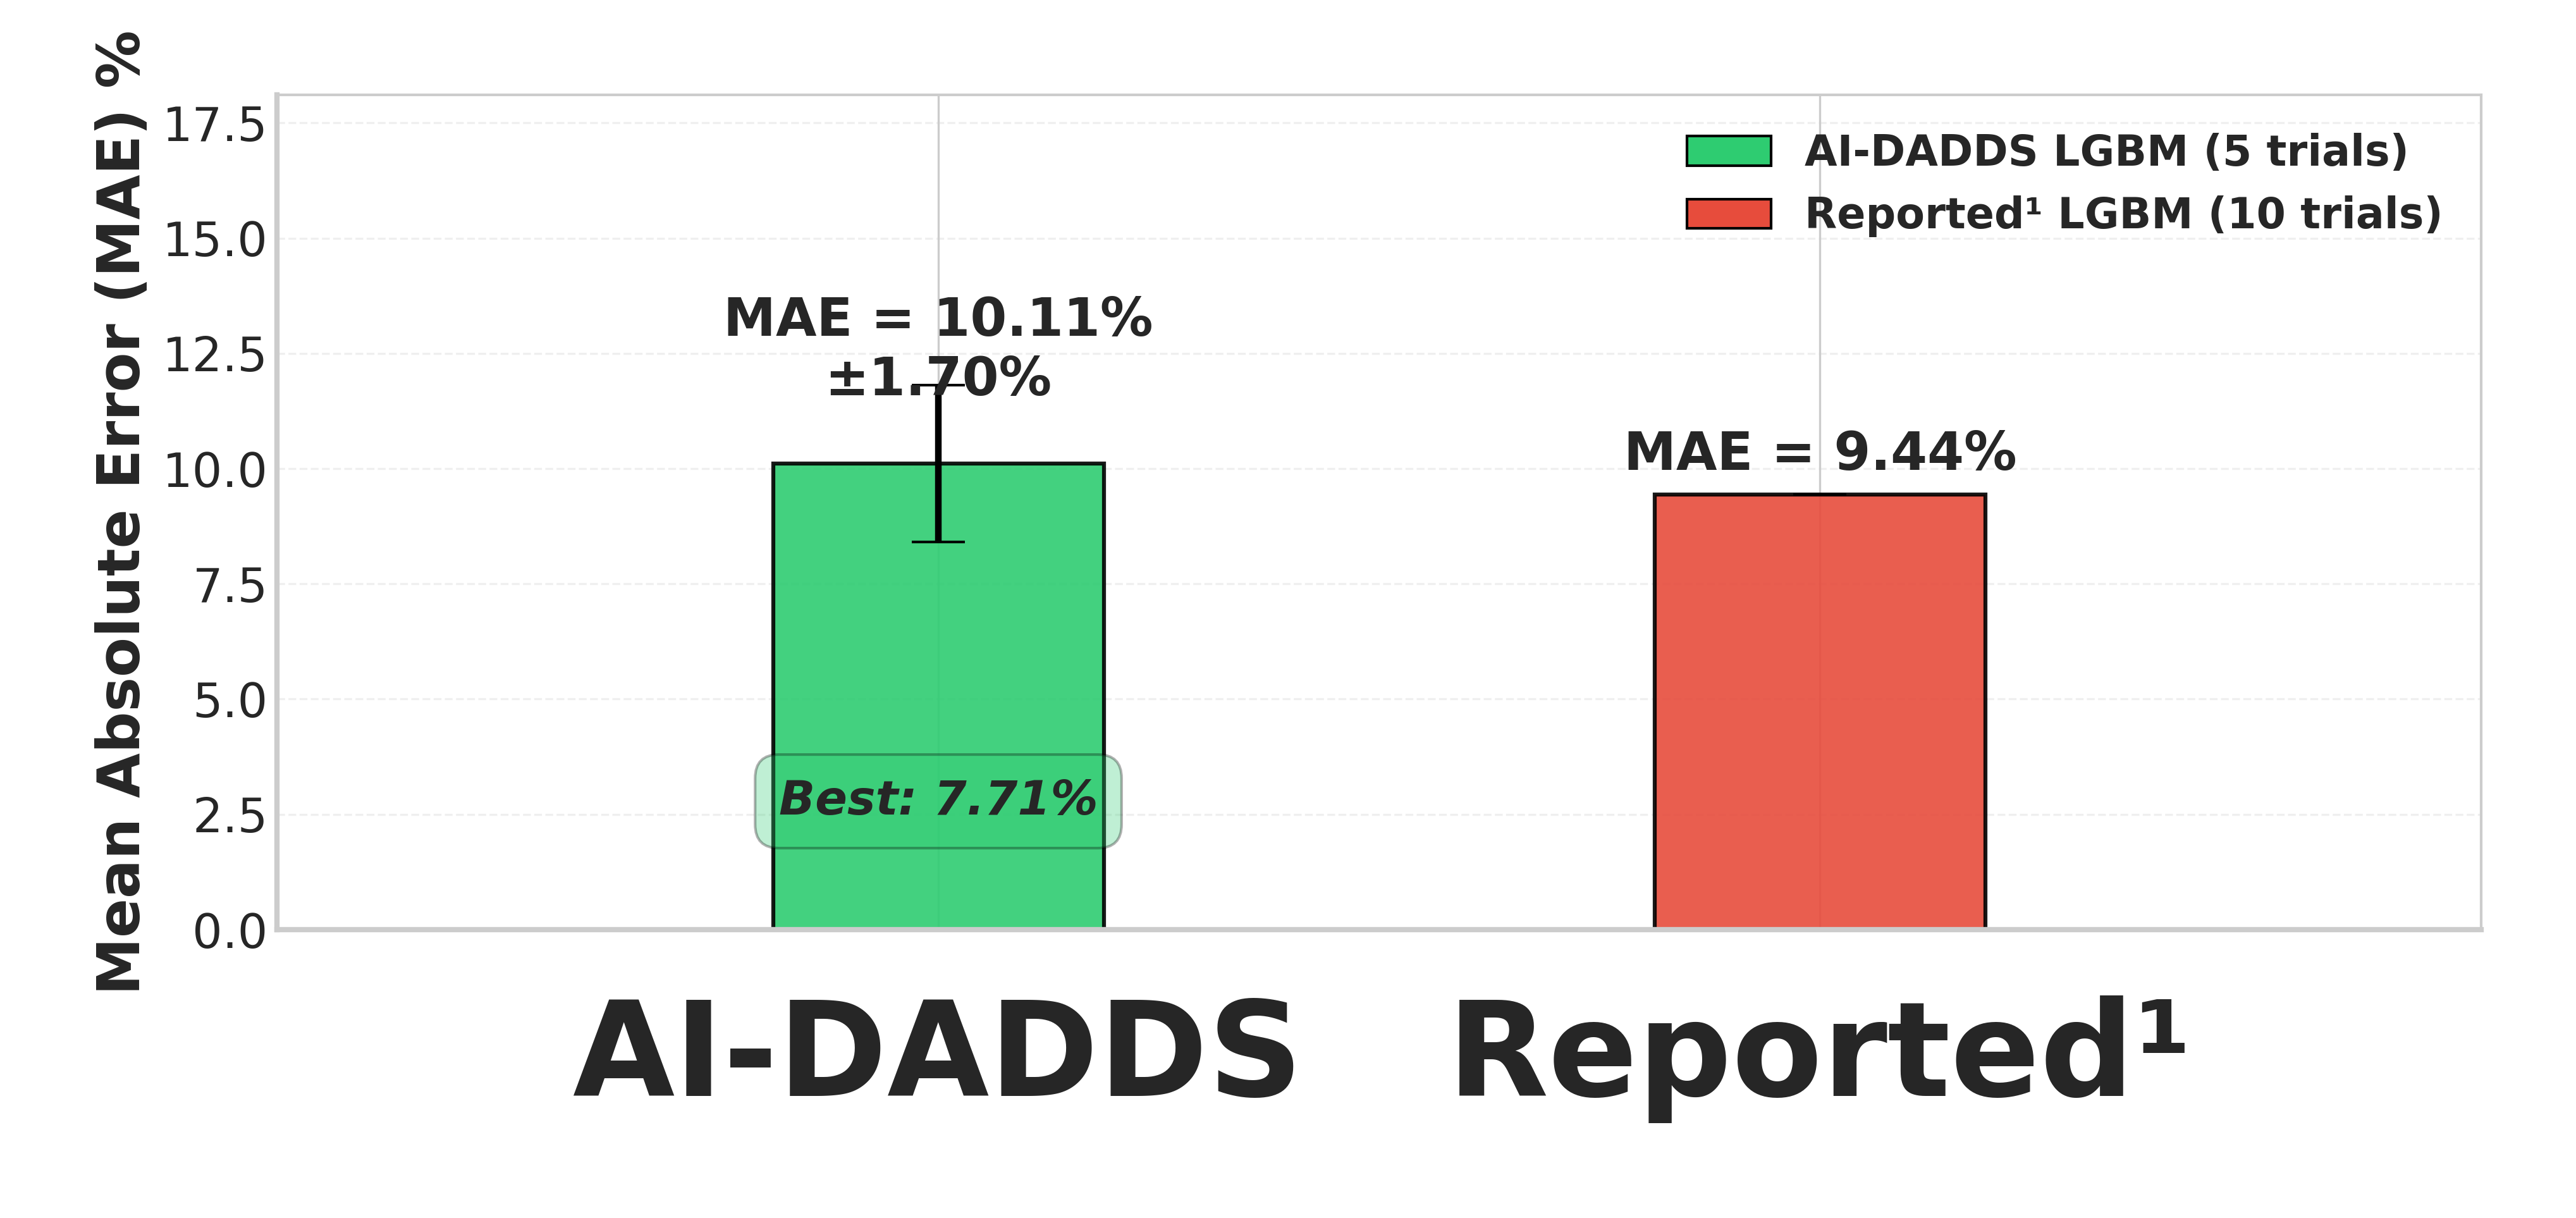 Mean Absolute Error (MAE) %
17.5
15.0
12.5
10.0
7.5
5.0
2.5
0.0
AI-DADDS LGBM (5 trials)
Reported¹ LGBM (10 trials)
MAE = 10.11%
±1.70%
MAE = 9.44%
Best: 7.71%
AI-DADDS
Reported¹